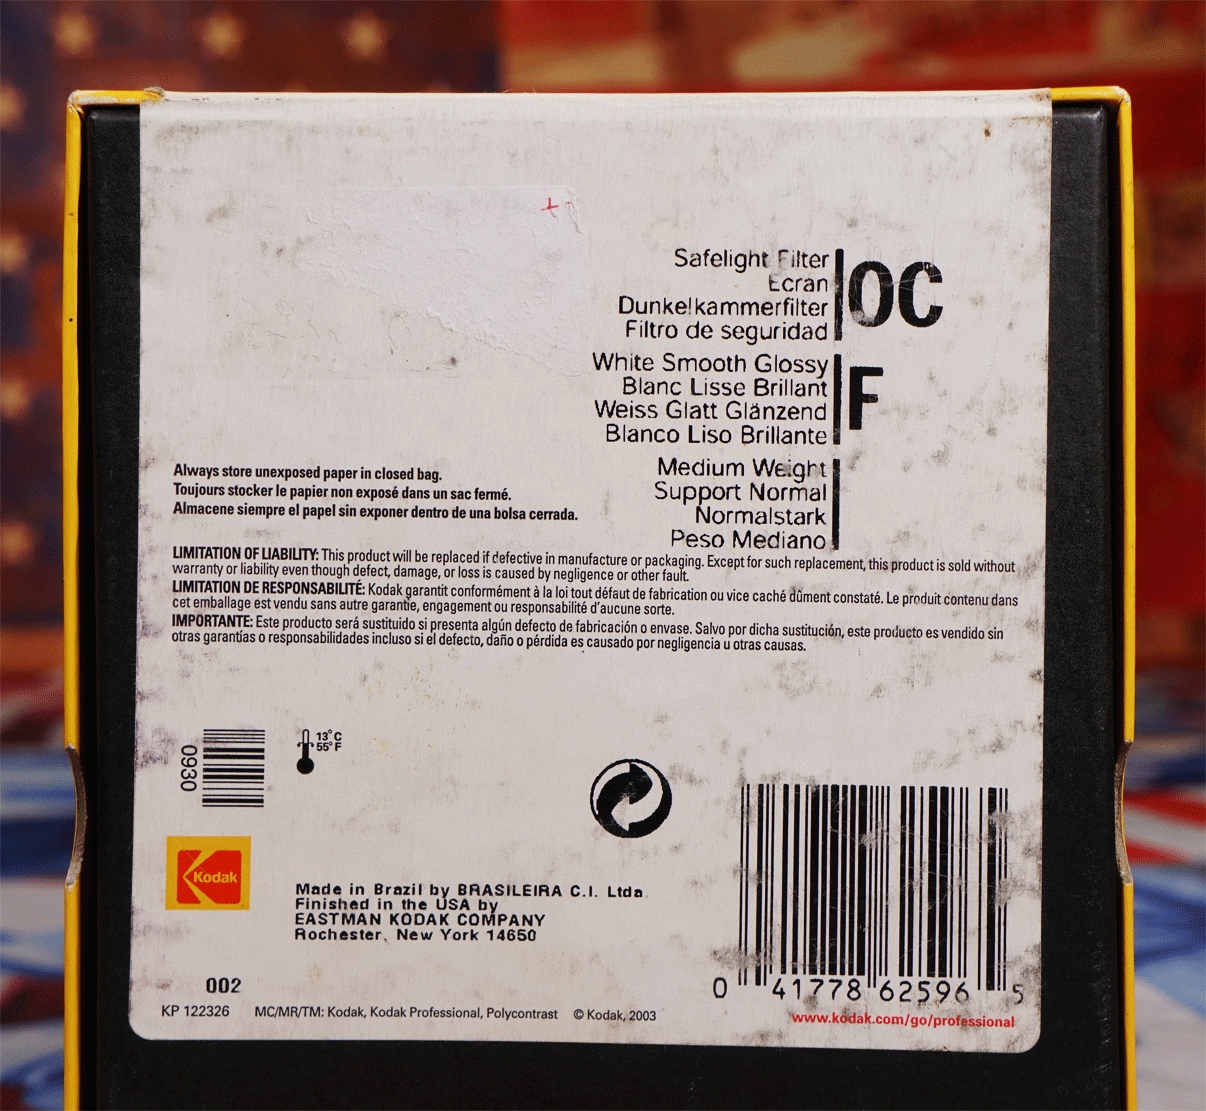 Safelight Filter
Ecran
Dunkelkammerfilter
Filtro de seguridad
OC
White Smooth Glossy
Blanc Lisse Brillant
Weiss Glatt Glänzend
Blanco Liso Brillante
F
Medium Weight
Support Normal
Normalstark
Peso Mediano
Always store unexposed paper in closed bag.
Toujours stocker le papier non exposé dans un sac fermé.
Almacene siempre el papel sin exponer dentro de una bolsa cerrada.
LIMITATION OF LIABILITY: This product will be replaced if defective in manufacture or packaging. Except for such replacement, this product is sold without
warranty or liability even though defect, damage, or loss is caused by negligence or other fault.
LIMITATION DE RESPONSABILITÉ: Kodak garantit conformément à la loi tout défaut de fabrication ou vice caché dûment constaté. Le produit contenu dans
cet emballage est vendu sans autre garantie, engagement ou responsabilité d'aucune sorte.
IMPORTANTE: Este producto será sustituido si presenta algún defecto de fabricación o envase. Salvo por dicha sustitución, este producto es vendido sin
otras garantías o responsabilidades incluso si el defecto, daño o pérdida es causado por negligencia u otras causas.
0930
13°C
55°F
Kodak
Made in Brazil by BRASILEIRA C.I. Ltda.
Finished in the USA by
EASTMAN KODAK COMPANY
Rochester, New York 14650
002
0 41778 62596 5
KP 122326 MC/MR/TM: Kodak, Kodak Professional, Polycontrast © Kodak, 2003
www.kodak.com/go/professional